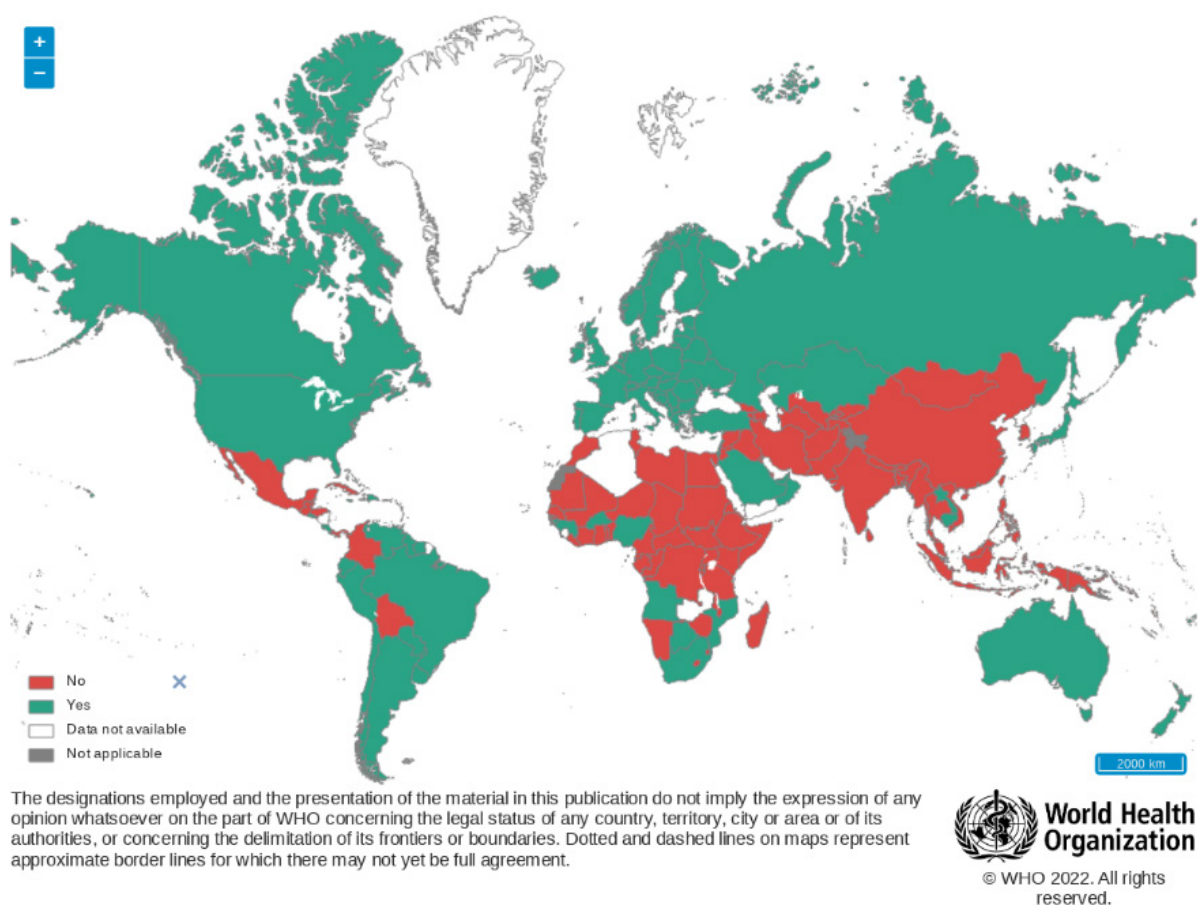 +
−
No
Yes
Data not available
Not applicable
2000 km
The designations employed and the presentation of the material in this publication do not imply the expression of any
opinion whatsoever on the part of WHO concerning the legal status of any country, territory, city or area or of its
authorities, or concerning the delimitation of its frontiers or boundaries. Dotted and dashed lines on maps represent
approximate border lines for which there may not yet be full agreement.
World Health
Organization
© WHO 2022. All rights
reserved.